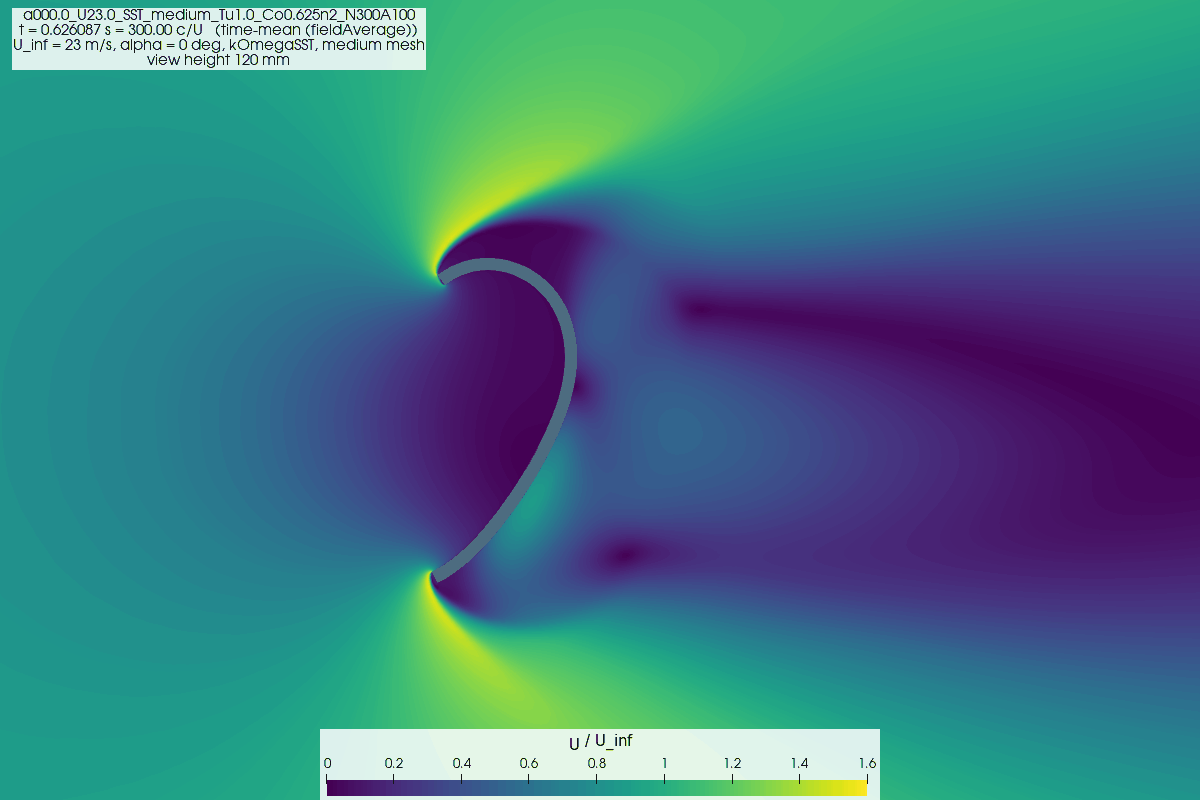 a000.0_U23.0_SST_medium_Tu1.0_Co0.625n2_N300A100
t = 0.626087 s = 300.00 c/U (time-mean (fieldAverage))
U_inf = 23 m/s, alpha = 0 deg, kOmegaSST, medium mesh
view height 120 mm
U / U_inf
0 0.2 0.4 0.6 0.8 1 1.2 1.4 1.6